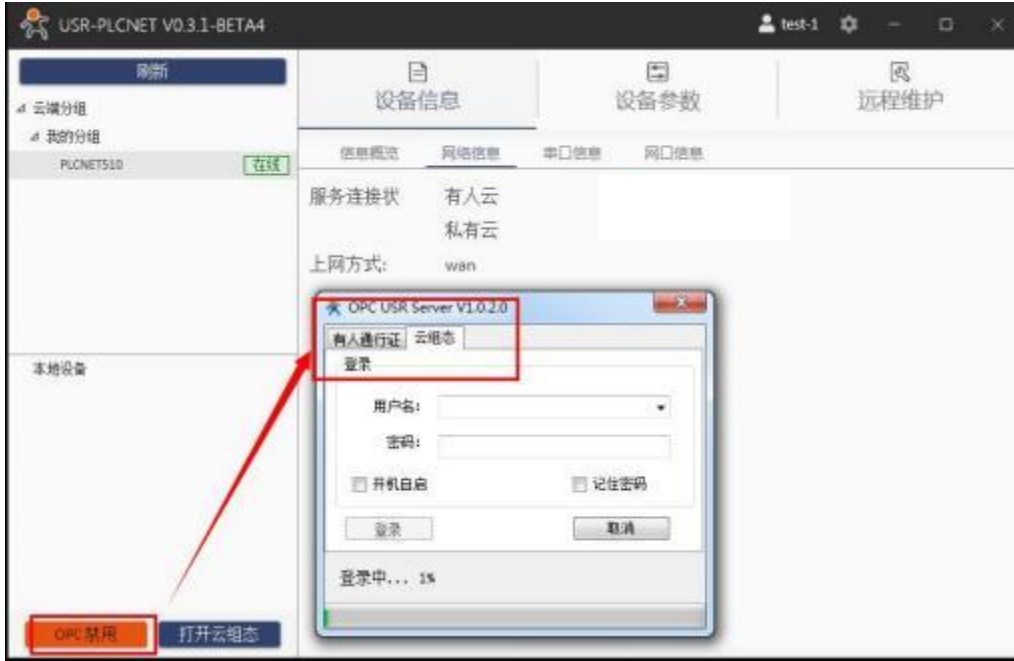 USR-PLCNET V0.3.1-BETA4
test-1
刷新
云端分组
我的分组
PLCNET510 在线
本地设备
OPC 禁用 打开云组态
设备信息 设备参数 远程维护
信息概览 网络信息 串口信息 网口信息
服务连接状 有人云
私有云
上网方式: wan
OPC USR Server V1.0.2.0
有人通行证 云组态
登录
用户名:
密码:
开机自启 记住密码
登录 取消
登录中... 1%